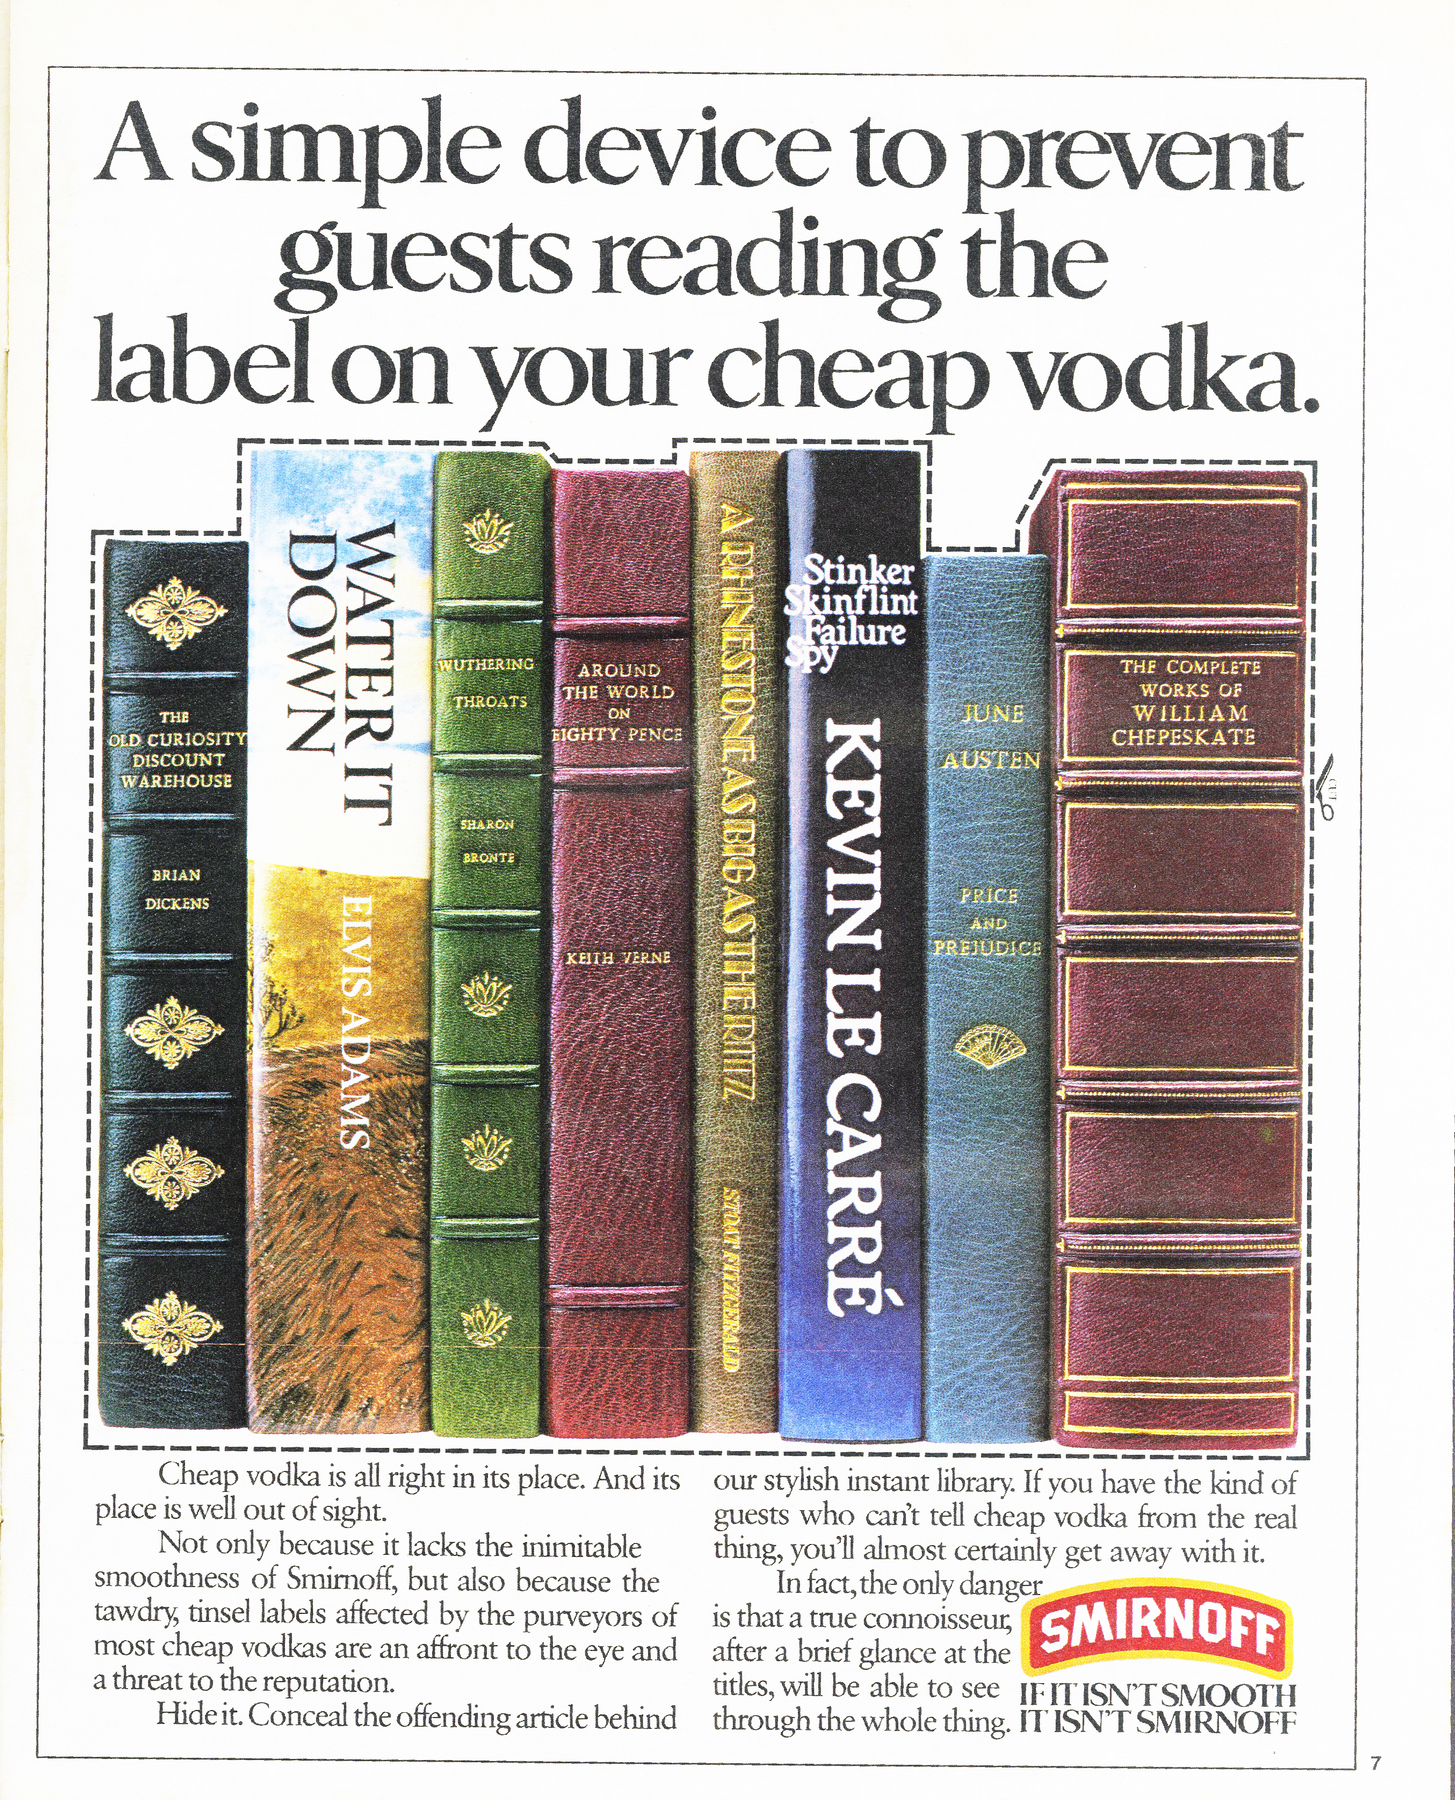 A simple device to prevent
guests reading the
label on your cheap vodka.
THE
OLD CURIOSITY
DISCOUNT
WAREHOUSE
BRIAN
DICKENS
WATER IT
DOWN
ELVIS ADAMS
WUTHERING
THROATS
SHARON
BRONTE
AROUND
THE WORLD
ON
EIGHTY PENCE
KEITH VERNE
A RHINESTONE AS BIG AS THE RITZ
FITZGERALD
Stinker
Skinflint
Failure
Spy
KEVIN LE CARRÉ
JUNE
AUSTEN
PRICE
AND
PREJUDICE
THE COMPLETE
WORKS OF
WILLIAM
CHEPESKATE
Cheap vodka is all right in its place. And its
place is well out of sight.
Not only because it lacks the inimitable
smoothness of Smirnoff, but also because the
tawdry, tinsel labels affected by the purveyors of
most cheap vodkas are an affront to the eye and
a threat to the reputation.
Hide it. Conceal the offending article behind
our stylish instant library. If you have the kind of
guests who can't tell cheap vodka from the real
thing, you'll almost certainly get away with it.
In fact, the only danger
is that a true connoisseur,
after a brief glance at the
titles, will be able to see
through the whole thing.
SMIRNOFF
IF IT ISN'T SMOOTH
IT ISN'T SMIRNOFF
7